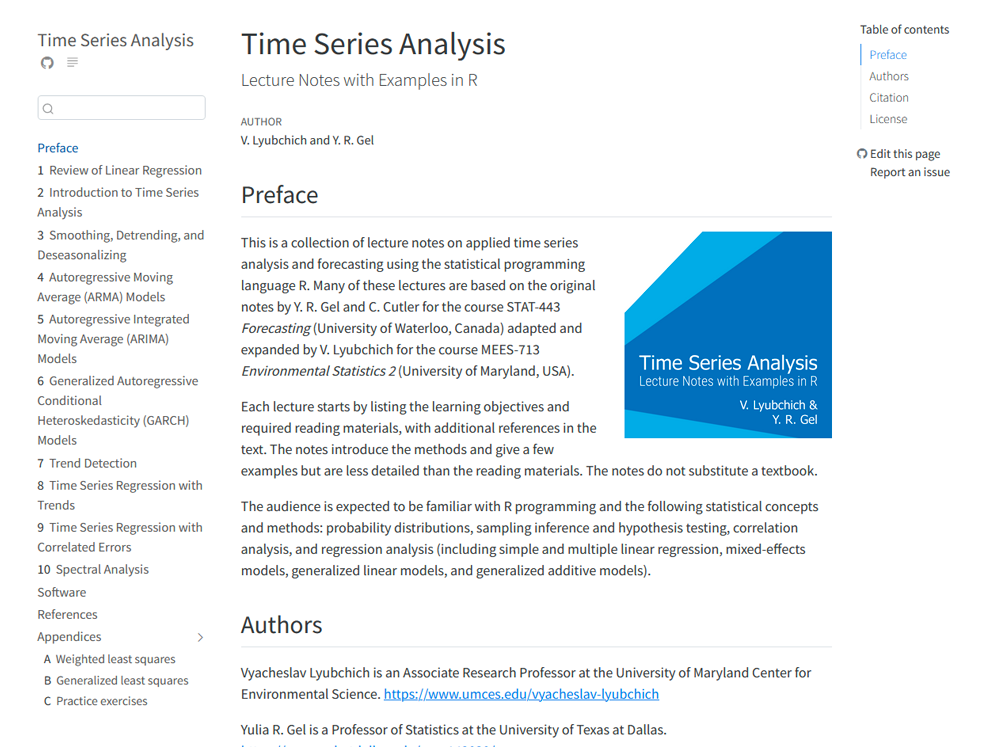 Time Series Analysis
Preface
1 Review of Linear Regression
2 Introduction to Time Series
Analysis
3 Smoothing, Detrending, and
Deseasonalizing
4 Autoregressive Moving
Average (ARMA) Models
5 Autoregressive Integrated
Moving Average (ARIMA)
Models
6 Generalized Autoregressive
Conditional
Heteroskedasticity (GARCH)
Models
7 Trend Detection
8 Time Series Regression with
Trends
9 Time Series Regression with
Correlated Errors
10 Spectral Analysis
Software
References
Appendices
A Weighted least squares
B Generalized least squares
C Practice exercises
Time Series Analysis
Lecture Notes with Examples in R
AUTHOR
V. Lyubchich and Y. R. Gel
Preface
This is a collection of lecture notes on applied time series
analysis and forecasting using the statistical programming
language R. Many of these lectures are based on the original
notes by Y. R. Gel and C. Cutler for the course STAT-443
Forecasting (University of Waterloo, Canada) adapted and
expanded by V. Lyubchich for the course MEES-713
Environmental Statistics 2 (University of Maryland, USA).
Each lecture starts by listing the learning objectives and
required reading materials, with additional references in the
text. The notes introduce the methods and give a few
examples but are less detailed than the reading materials. The notes do not substitute a textbook.
The audience is expected to be familiar with R programming and the following statistical concepts
and methods: probability distributions, sampling inference and hypothesis testing, correlation
analysis, and regression analysis (including simple and multiple linear regression, mixed-effects
models, generalized linear models, and generalized additive models).
Time Series Analysis
Lecture Notes with Examples in R
V. Lyubchich &
Y. R. Gel
Authors
Vyacheslav Lyubchich is an Associate Research Professor at the University of Maryland Center for
Environmental Science. https://www.umces.edu/vyacheslav-lyubchich
Yulia R. Gel is a Professor of Statistics at the University of Texas at Dallas.
Table of contents
Preface
Authors
Citation
License
Edit this page
Report an issue